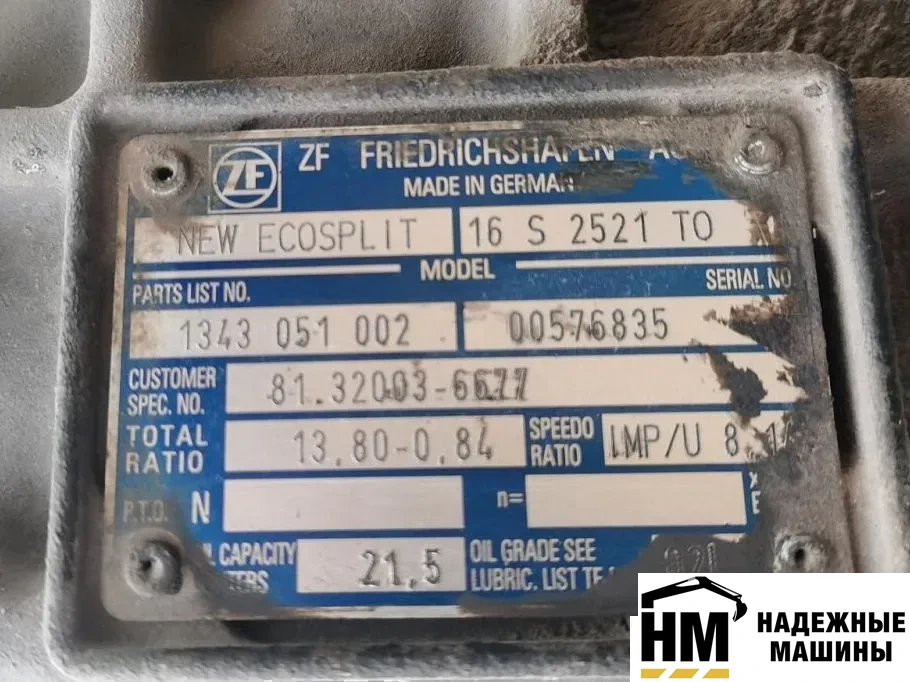 ZF ZF FRIEDRICHSHAFEN
MADE IN GERMAN
NEW ECOSPLIT 16 S 2521 TO
MODEL
PARTS LIST NO. SERIAL NO
1343 051 002 00576835
CUSTOMER
SPEC. NO. 81.32003-6677
TOTAL
RATIO 13,80-0,84 SPEEDO
RATIO IMP/U 8
P.T.O. N n=
CAPACITY 21,5 OIL GRADE SEE
LUBRIC. LIST TE
НМ НАДЕЖНЫЕ
МАШИНЫ